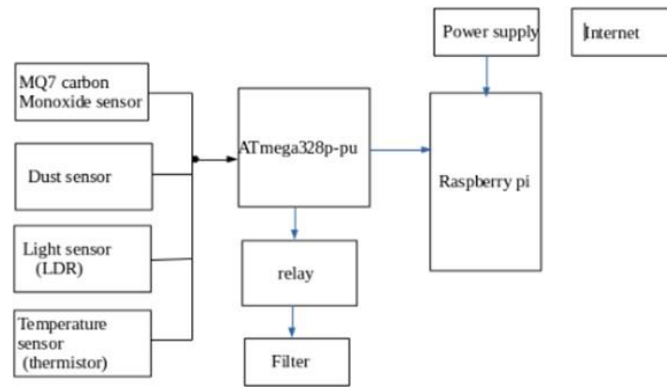 Power supply
Internet
MQ7 carbon
Monoxide sensor
ATmega328p-pu
Dust sensor
Raspberry pi
Light sensor
(LDR)
relay
Temperature
sensor
(thermistor)
Filter